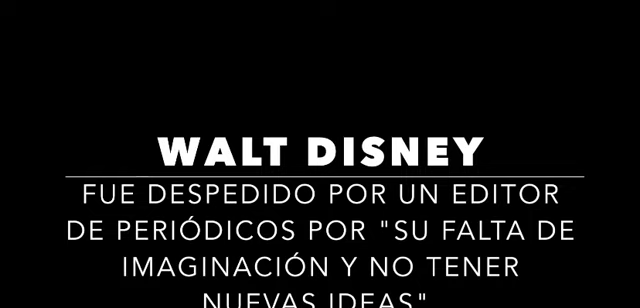 WALT DISNEY
FUE DESPEDIDO POR UN EDITOR
DE PERIÓDICOS POR "SU FALTA DE
IMAGINACIÓN Y NO TENER
NUEVAS IDEAS"